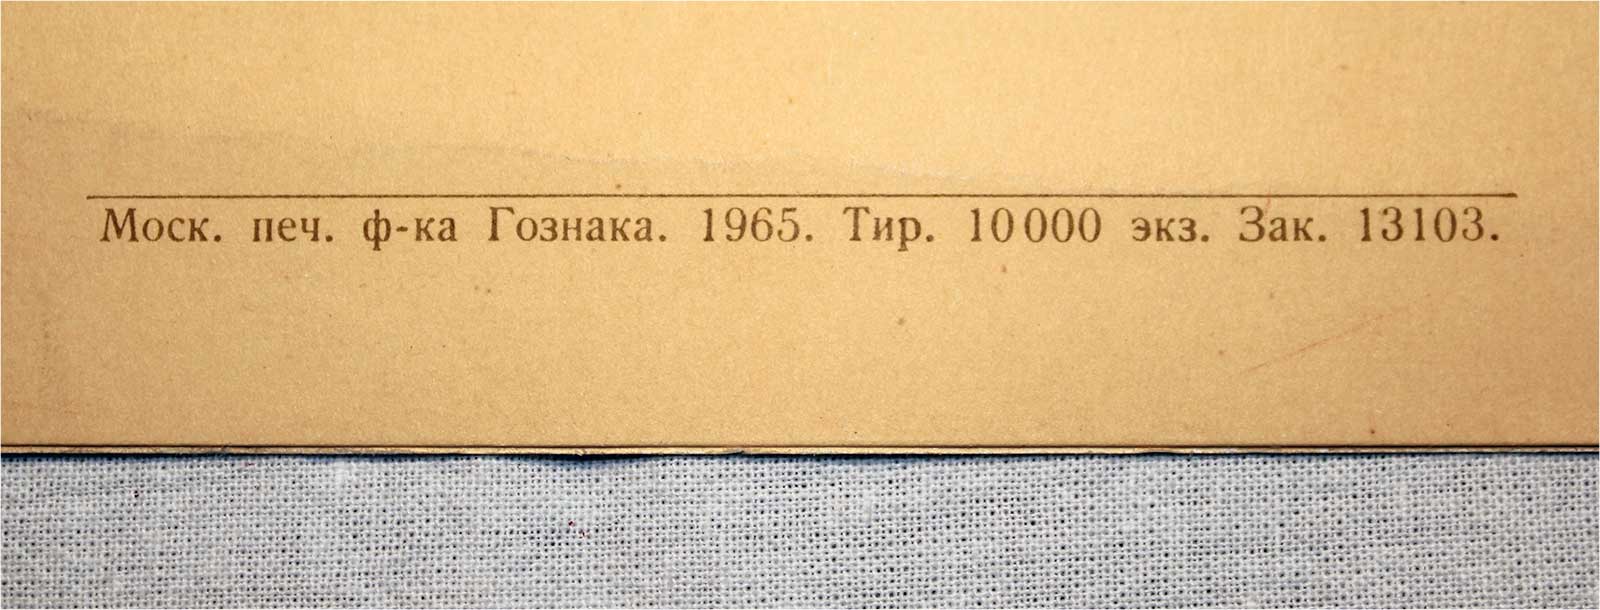 Моск. печ. ф-ка Гознака. 1965. Тир. 10000 экз. Зак. 13103.